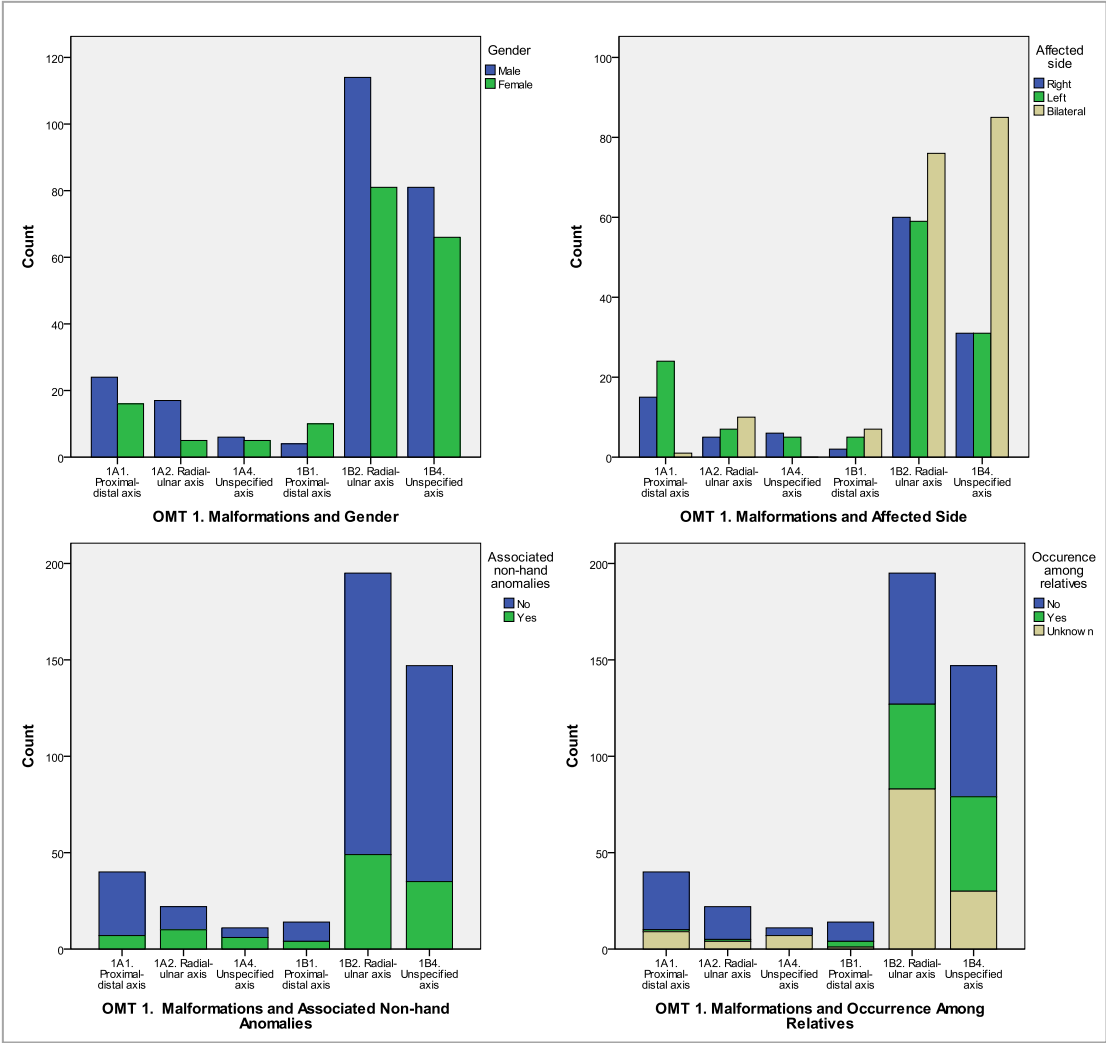 Gender
Male
Female
120
100
80
60
40
20
0
Count
1A1.
Proximal-
distal axis
1A2. Radial-
ulnar axis
1A4.
Unspecified
axis
1B1.
Proximal-
distal axis
1B2. Radial-
ulnar axis
1B4.
Unspecified
axis
OMT 1. Malformations and Gender
Affected
side
Right
Left
Bilateral
100
80
60
40
20
0
Count
1A1.
Proximal-
distal axis
1A2. Radial-
ulnar axis
1A4.
Unspecified
axis
1B1.
Proximal-
distal axis
1B2. Radial-
ulnar axis
1B4.
Unspecified
axis
OMT 1. Malformations and Affected Side
Associated
non-hand
anomalies
No
Yes
200
150
100
50
0
Count
1A1.
Proximal-
distal axis
1A2. Radial-
ulnar axis
1A4.
Unspecified
axis
1B1.
Proximal-
distal axis
1B2. Radial-
ulnar axis
1B4.
Unspecified
axis
OMT 1. Malformations and Associated Non-hand
Anomalies
Occurence
among
relatives
No
Yes
Unknown
200
150
100
50
0
Count
1A1.
Proximal-
distal axis
1A2. Radial-
ulnar axis
1A4.
Unspecified
axis
1B1.
Proximal-
distal axis
1B2. Radial-
ulnar axis
1B4.
Unspecified
axis
OMT 1. Malformations and Occurrence Among
Relatives